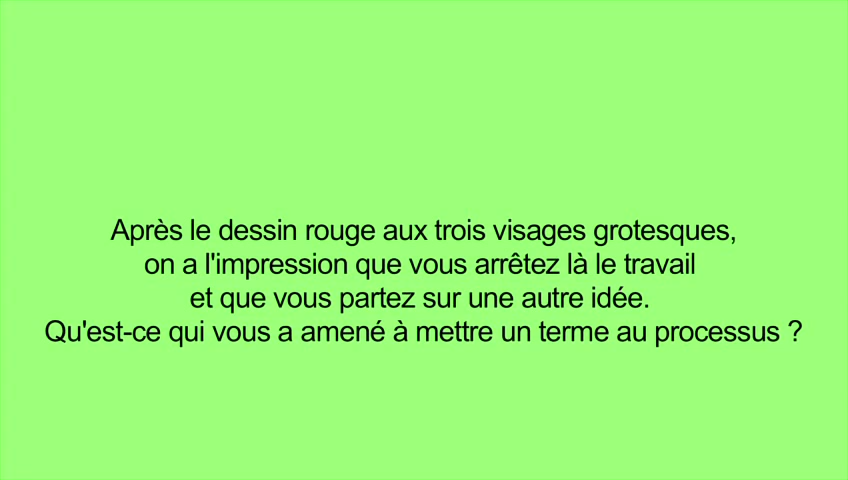 Après le dessin rouge aux trois visages grotesques,
on a l'impression que vous arrêtez là le travail
et que vous partez sur une autre idée.
Qu'est-ce qui vous a amené à mettre un terme au processus ?